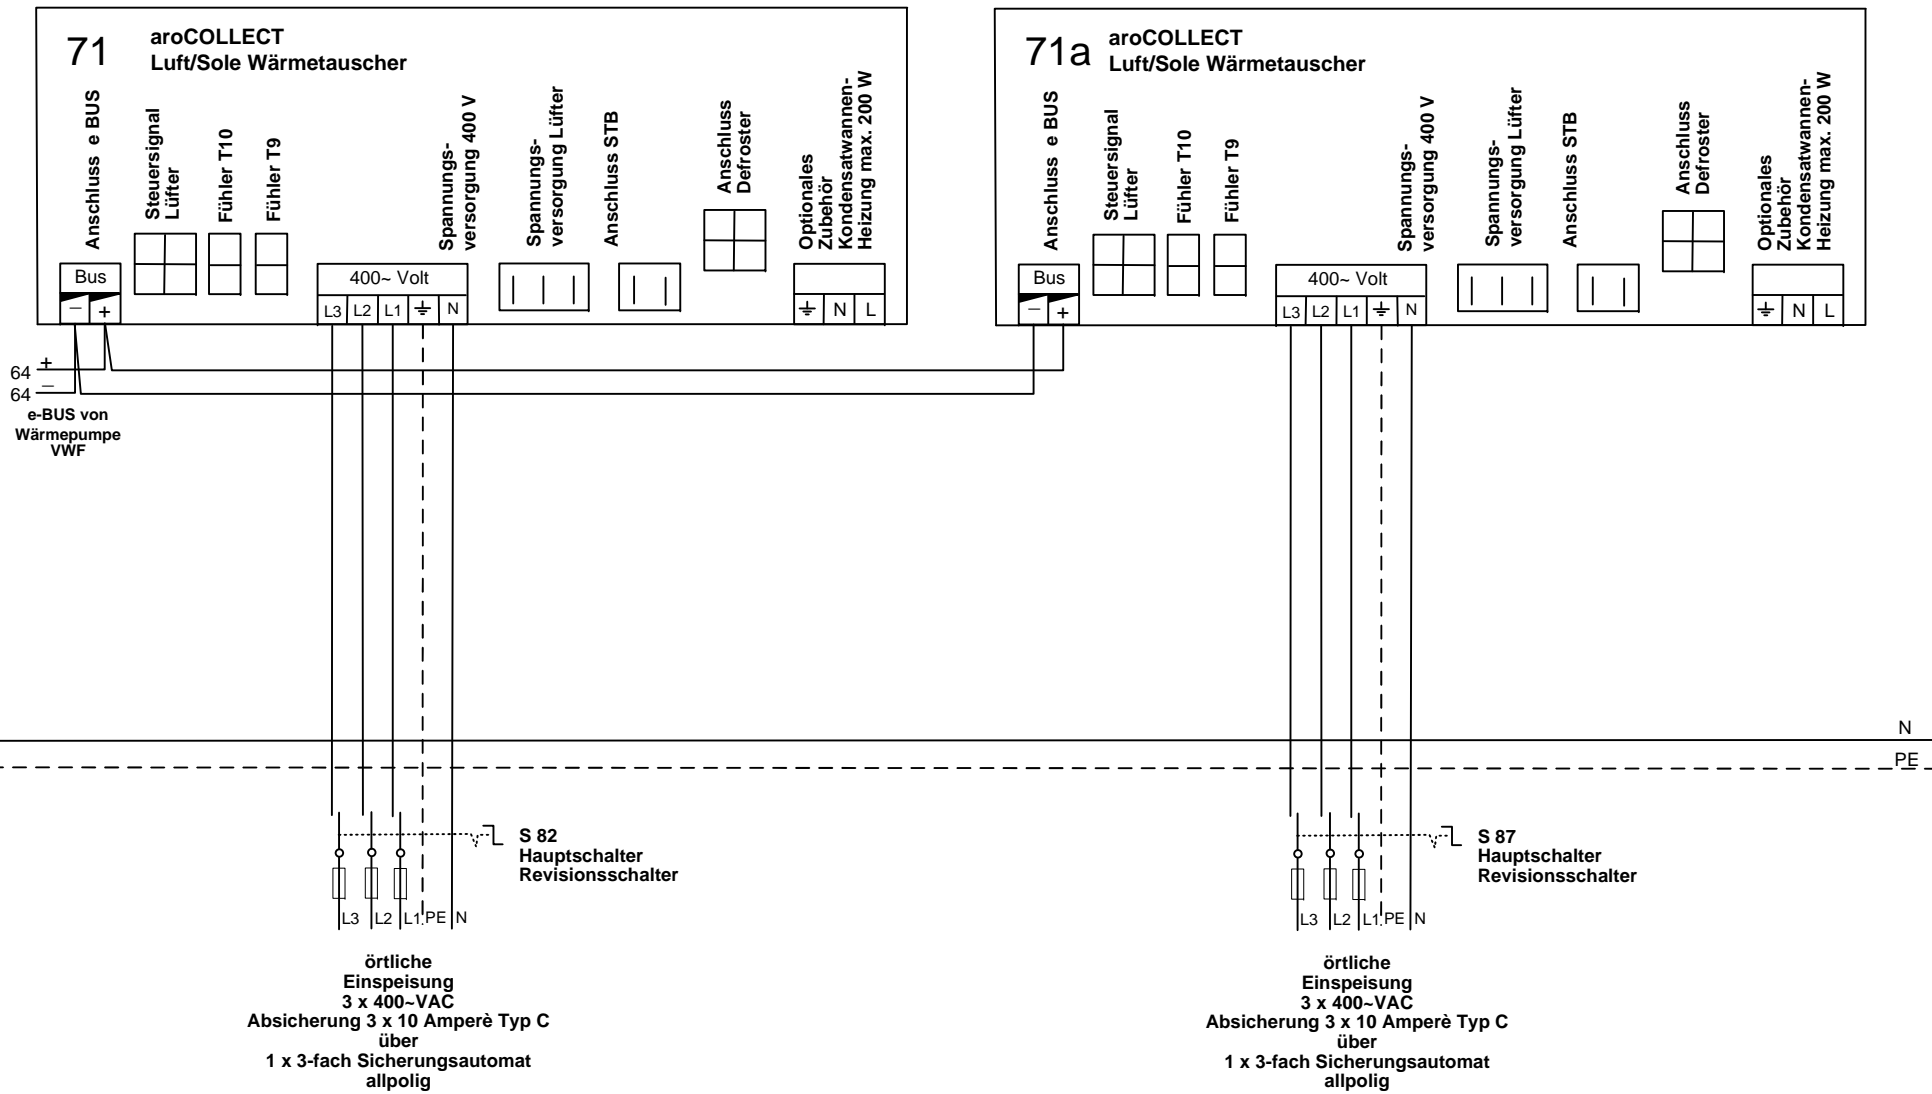 71
aroCOLLECT
Luft/Sole Wärmetauscher
Anschluss e BUS
Steuersignal
Lüfter
Fühler T10
Fühler T9
Spannungs-
versorgung 400 V
Spannungs-
versorgung Lüfter
Anschluss STB
Anschluss
Defroster
Optionales
Zubehör
Kondensatwannen-
Heizung max. 200 W
Bus
– +
400~ Volt
L3 L2 L1 N
N L
71a
aroCOLLECT
Luft/Sole Wärmetauscher
Anschluss e BUS
Steuersignal
Lüfter
Fühler T10
Fühler T9
Spannungs-
versorgung 400 V
Spannungs-
versorgung Lüfter
Anschluss STB
Anschluss
Defroster
Optionales
Zubehör
Kondensatwannen-
Heizung max. 200 W
Bus
– +
400~ Volt
L3 L2 L1 N
N L
64 +
64 –
e-BUS von
Wärmepumpe
VWF
N
PE
S 82
Hauptschalter
Revisionsschalter
L3 L2 L1 PE N
örtliche
Einspeisung
3 x 400~VAC
Absicherung 3 x 10 Amperè Typ C
über
1 x 3-fach Sicherungsautomat
allpolig
S 87
Hauptschalter
Revisionsschalter
L3 L2 L1 PE N
örtliche
Einspeisung
3 x 400~VAC
Absicherung 3 x 10 Amperè Typ C
über
1 x 3-fach Sicherungsautomat
allpolig